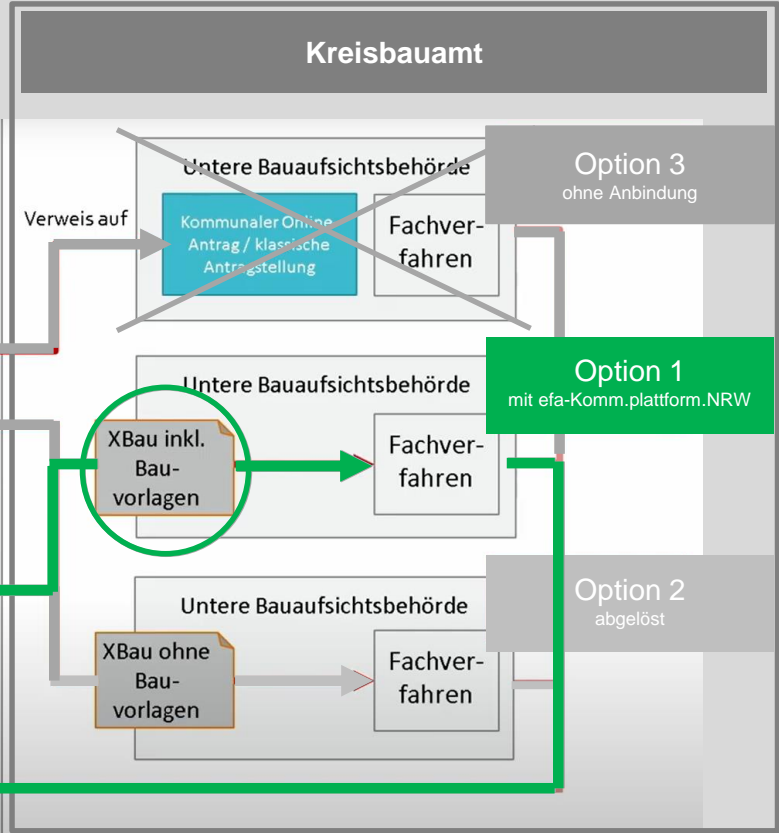 Kreisbauamt
Untere Bauaufsichtsbehörde
Option 3
ohne Anbindung
Verweis auf
Kommunaler Online
Antrag / klassische
Antragstellung
Fachver-
fahren
Untere Bauaufsichtsbehörde
Option 1
mit efa-Komm.plattform.NRW
XBau inkl.
Bau-
vorlagen
Fachver-
fahren
Untere Bauaufsichtsbehörde
Option 2
abgelöst
XBau ohne
Bau-
vorlagen
Fachver-
fahren